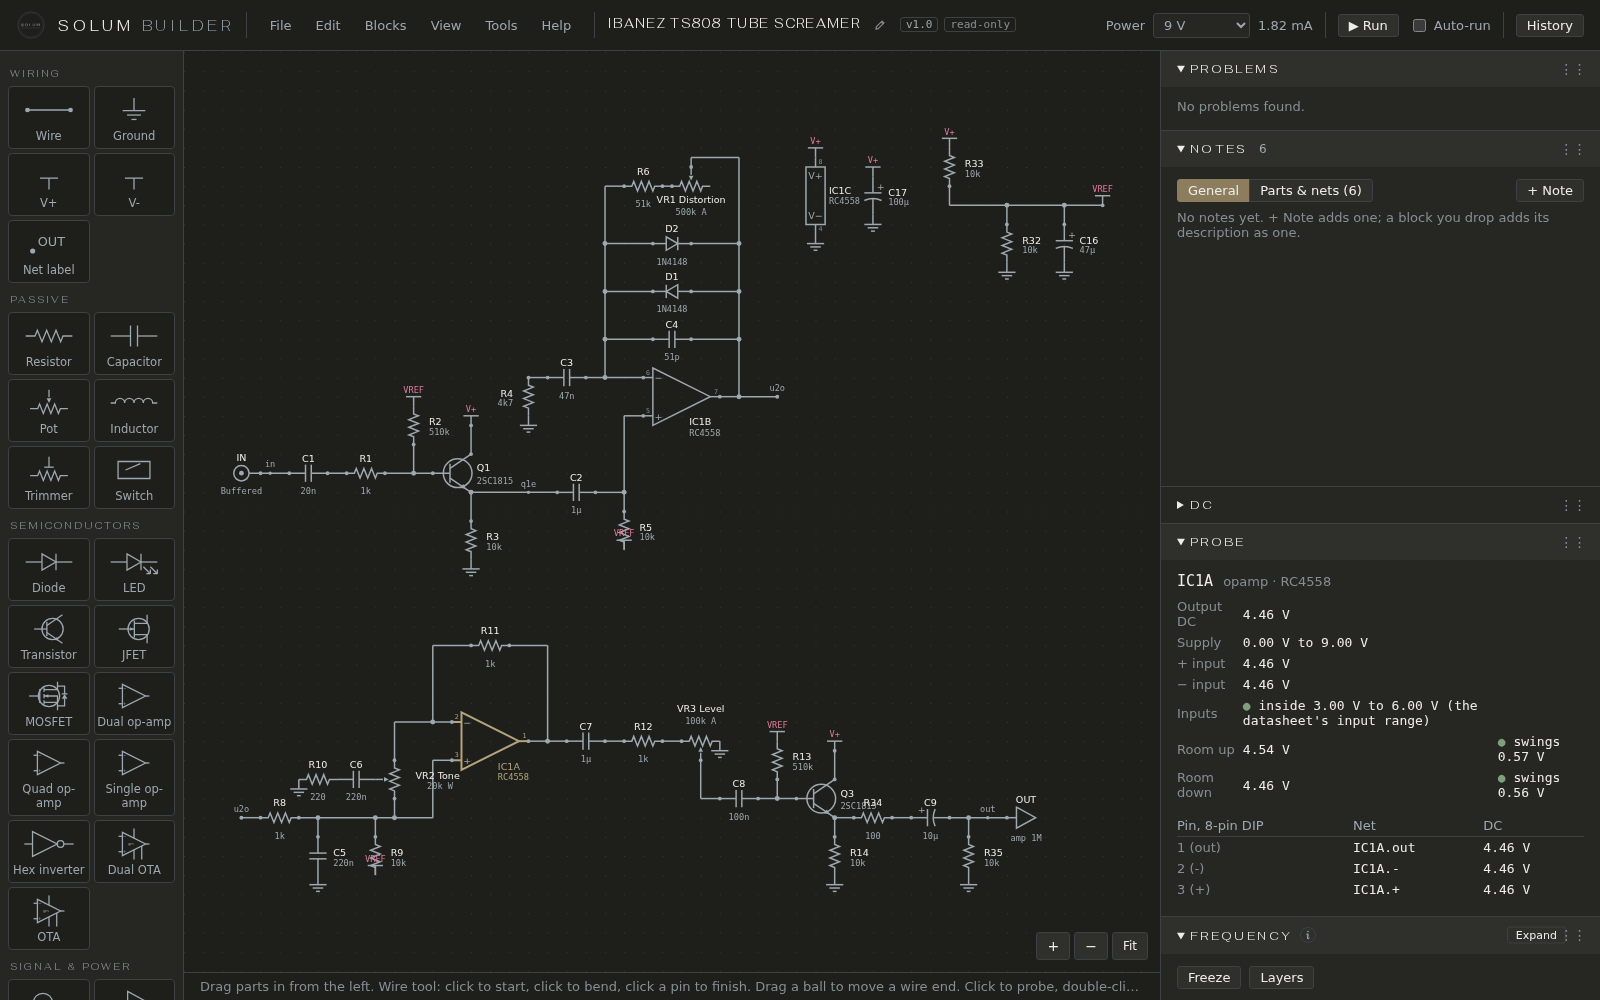 SOLUM BUILDER
File Edit Blocks View Tools Help
IBANEZ TS808 TUBE SCREAMER
v1.0 read-only
Power 9 V 1.82 mA
▶ Run
Auto-run
History
WIRING
Wire Ground
V+ V-
OUT
Net label
PASSIVE
Resistor Capacitor
Pot Inductor
Trimmer Switch
SEMICONDUCTORS
Diode LED
Transistor JFET
MOSFET Dual op-amp
Quad op-amp Single op-amp
Hex inverter Dual OTA
OTA
SIGNAL & POWER
V+
V+
V+
R6
51k
VR1 Distortion
500k A
V+
V−
8
4
IC1C
RC4558
+
C17
100µ
R33
10k
VREF
R32
10k
+
C16
47µ
D2
1N4148
D1
1N4148
C4
51p
C3
47n
R4
4k7
6
−
5
+
7
u2o
IC1B
RC4558
VREF
R2
510k
V+
IN
in
Buffered
C1
20n
R1
1k
Q1
2SC1815
q1e
C2
1µ
R3
10k
VREF
R5
10k
R11
1k
2
−
3
+
1
IC1A
RC4558
C7
1µ
R12
1k
VR3 Level
100k A
VREF
V+
R13
510k
R10
220
C6
220n
VR2 Tone
20k W
u2o
R8
1k
C5
220n
VREF
R9
10k
C8
100n
Q3
2SC1815
R34
100
+
C9
10µ
out
OUT
amp 1M
R14
10k
R35
10k
+ − Fit
Drag parts in from the left. Wire tool: click to start, click to bend, click a pin to finish. Drag a ball to move a wire end. Click to probe, double-cli…
PROBLEMS
No problems found.
NOTES 6
General Parts & nets (6) + Note
No notes yet. + Note adds one; a block you drop adds its
description as one.
DC
PROBE
IC1A opamp · RC4558
Output DC 4.46 V
Supply 0.00 V to 9.00 V
+ input 4.46 V
− input 4.46 V
Inputs ● inside 3.00 V to 6.00 V (the
datasheet's input range)
Room up 4.54 V ● swings 0.57 V
Room down 4.46 V ● swings 0.56 V
Pin, 8-pin DIP Net DC
1 (out) IC1A.out 4.46 V
2 (-) IC1A.- 4.46 V
3 (+) IC1A.+ 4.46 V
FREQUENCY i Expand
Freeze Layers